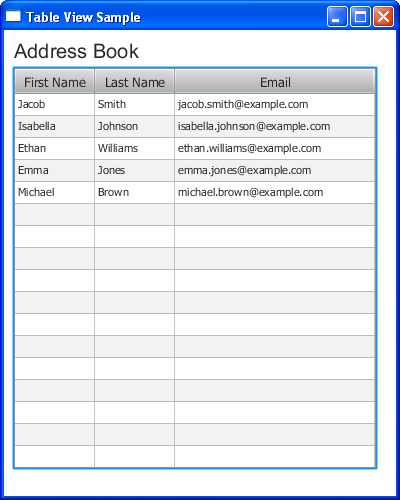 Table View Sample
Address Book
First Name Last Name Email
Jacob Smith jacob.smith@example.com
Isabella Johnson isabella.johnson@example.com
Ethan Williams ethan.williams@example.com
Emma Jones emma.jones@example.com
Michael Brown michael.brown@example.com